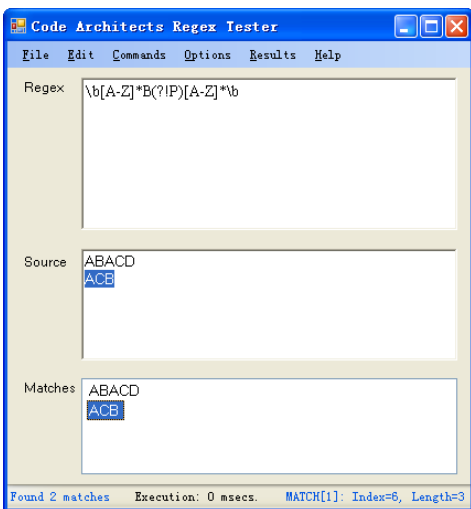 Code Architects Regex Tester
File Edit Commands Options Results Help
Regex
\b[A-Z]*B(?!P)[A-Z]*\b
Source
ABACD
ACB
Matches
ABACD
ACB
Found 2 matches Execution: 0 msecs. MATCH[1]: Index=6, Length=3